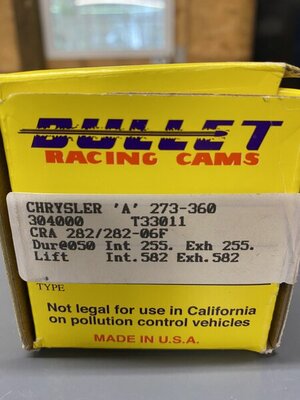 BULLET
RACING CAMS
CHRYSLER 'A' 273-360
304000 T33011
CRA 282/282-06F
Dur@050 Int 255. Exh 255.
Lift Int.582 Exh.582
TYPE
Not legal for use in California
on pollution control vehicles
MADE IN U.S.A.